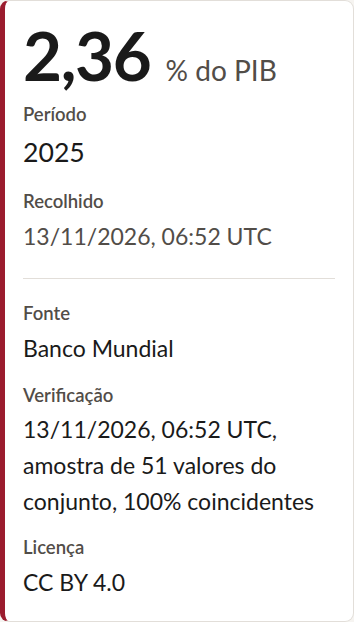 2,36 % do PIB
Período
2025
Recolhido
13/11/2026, 06:52 UTC
Fonte
Banco Mundial
Verificação
13/11/2026, 06:52 UTC,
amostra de 51 valores do
conjunto, 100% coincidentes
Licença
CC BY 4.0